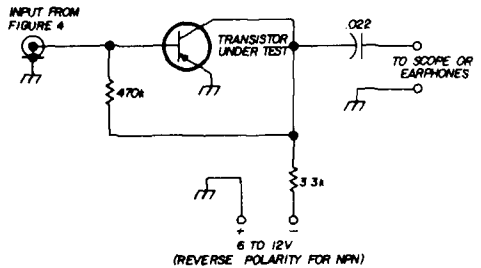 INPUT FROM
FIGURE 4
TRANSISTOR
UNDER TEST
.022
TO SCOPE OR
EARPHONES
470k
3.3k
+ -
6 TO 12V
(REVERSE POLARITY FOR NPN)